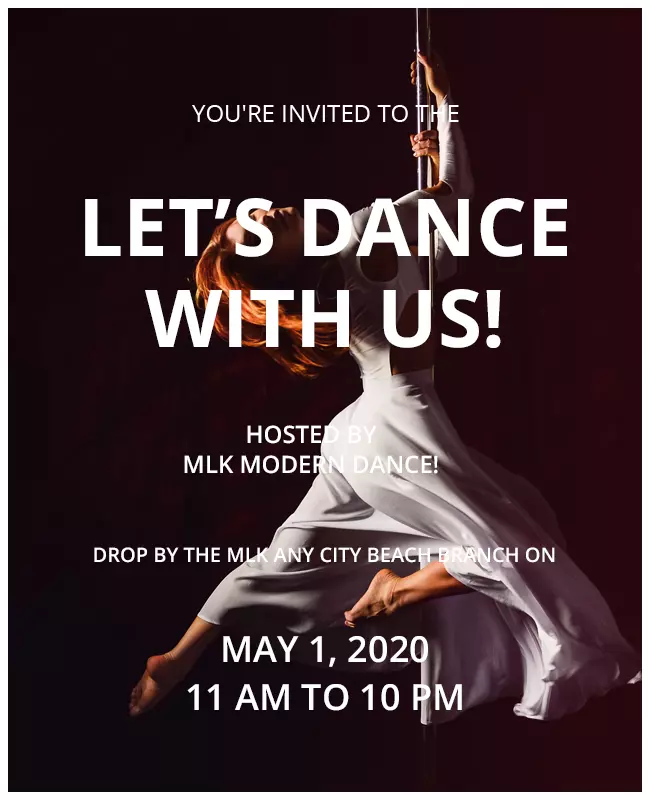 YOU'RE INVITED TO THE
LET’S DANCE
WITH US!
HOSTED BY
MLK MODERN DANCE!
DROP BY THE MLK ANY CITY BEACH BRANCH ON
MAY 1, 2020
11 AM TO 10 PM